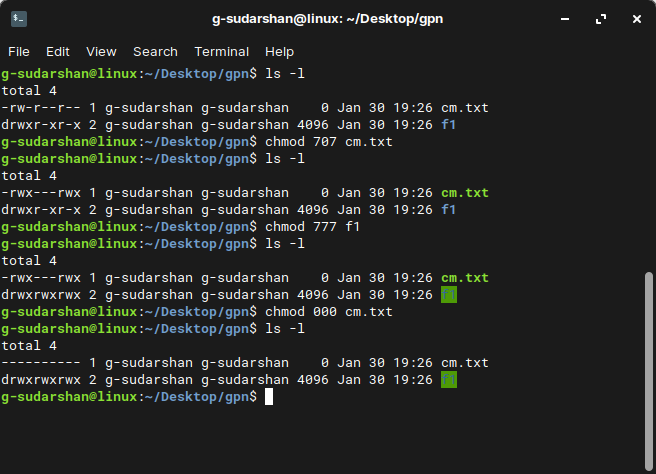 g-sudarshan@linux: ~/Desktop/gpn
File Edit View Search Terminal Help
g-sudarshan@linux:~/Desktop/gpn$ ls -l
total 4
-rw-r--r-- 1 g-sudarshan g-sudarshan    0 Jan 30 19:26 cm.txt
drwxr-xr-x 2 g-sudarshan g-sudarshan 4096 Jan 30 19:26 f1
g-sudarshan@linux:~/Desktop/gpn$ chmod 707 cm.txt
g-sudarshan@linux:~/Desktop/gpn$ ls -l
total 4
-rwx---rwx 1 g-sudarshan g-sudarshan    0 Jan 30 19:26 cm.txt
drwxr-xr-x 2 g-sudarshan g-sudarshan 4096 Jan 30 19:26 f1
g-sudarshan@linux:~/Desktop/gpn$ chmod 777 f1
g-sudarshan@linux:~/Desktop/gpn$ ls -l
total 4
-rwx---rwx 1 g-sudarshan g-sudarshan    0 Jan 30 19:26 cm.txt
drwxrwxrwx 2 g-sudarshan g-sudarshan 4096 Jan 30 19:26 f1
g-sudarshan@linux:~/Desktop/gpn$ chmod 000 cm.txt
g-sudarshan@linux:~/Desktop/gpn$ ls -l
total 4
---------- 1 g-sudarshan g-sudarshan    0 Jan 30 19:26 cm.txt
drwxrwxrwx 2 g-sudarshan g-sudarshan 4096 Jan 30 19:26 f1
g-sudarshan@linux:~/Desktop/gpn$